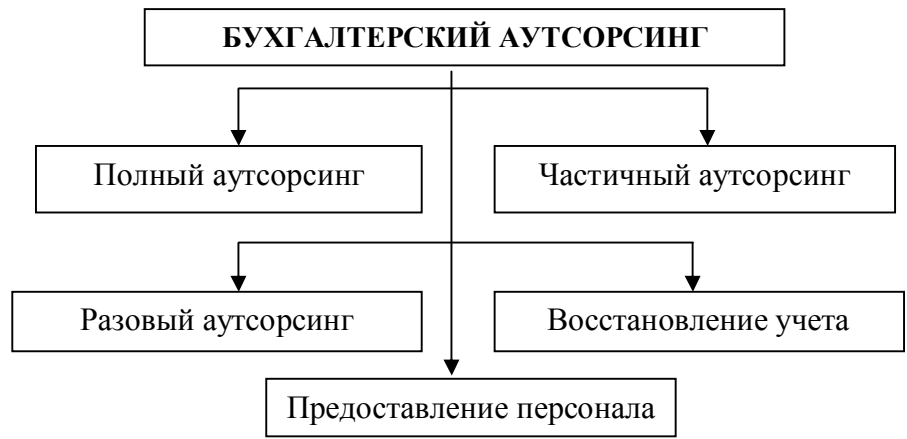 БУХГАЛТЕРСКИЙ АУТСОРСИНГ
Полный аутсорсинг
Частичный аутсорсинг
Разовый аутсорсинг
Восстановление учета
Предоставление персонала